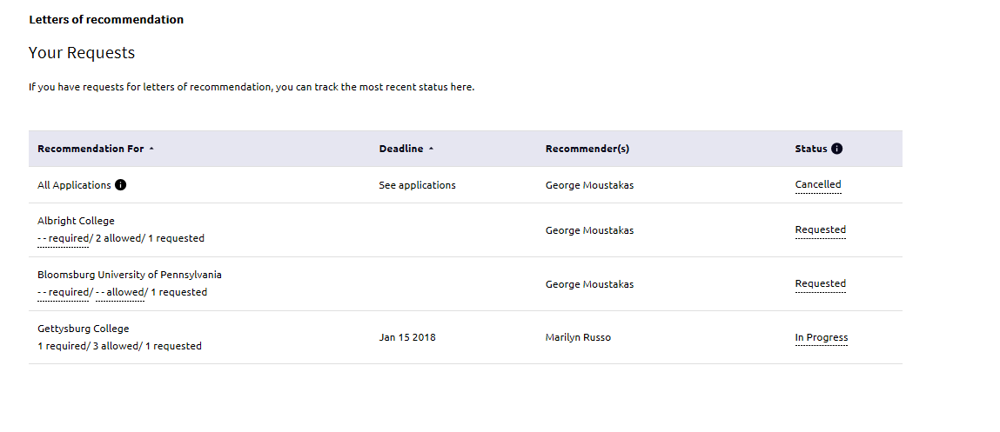 Letters of recommendation
Your Requests
If you have requests for letters of recommendation, you can track the most recent status here.
Recommendation For Deadline Recommender(s) Status
All Applications See applications George Moustakas Cancelled
Albright College
- - required/ 2 allowed/ 1 requested George Moustakas Requested
Bloomsburg University of Pennsylvania
- - required/ - - allowed/ 1 requested George Moustakas Requested
Gettysburg College
1 required/ 3 allowed/ 1 requested Jan 15 2018 Marilyn Russo In Progress